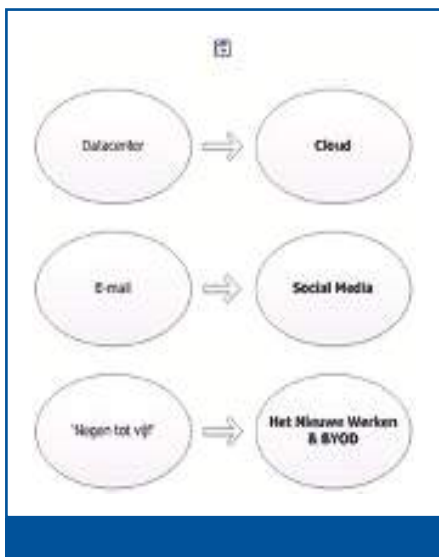 Datacenter
Cloud
E-mail
Social Media
'Negen tot vijf'
Het Nieuwe Werken
& BYOD